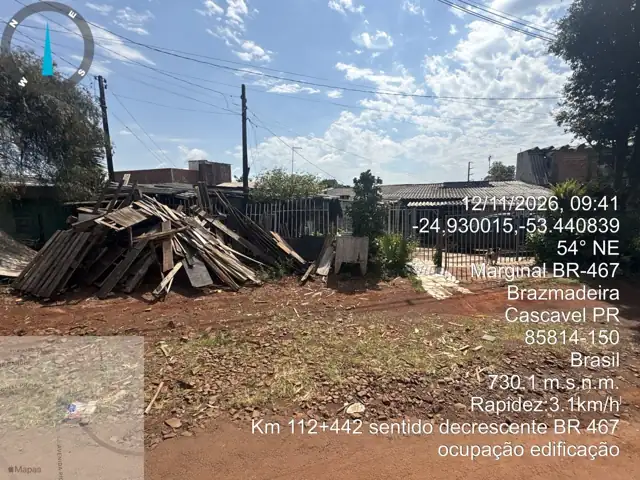 N
E
S
W
12/11/2026, 09:41
-24.930015,-53.440839
54° NE
Marginal BR-467
Brazmadeira
Cascavel PR
85814-150
Brasil
730.1 m.s.n.m.
Rapidez:3.1km/h
Km 112+442 sentido decrescente BR 467
ocupação edificação
Mapas